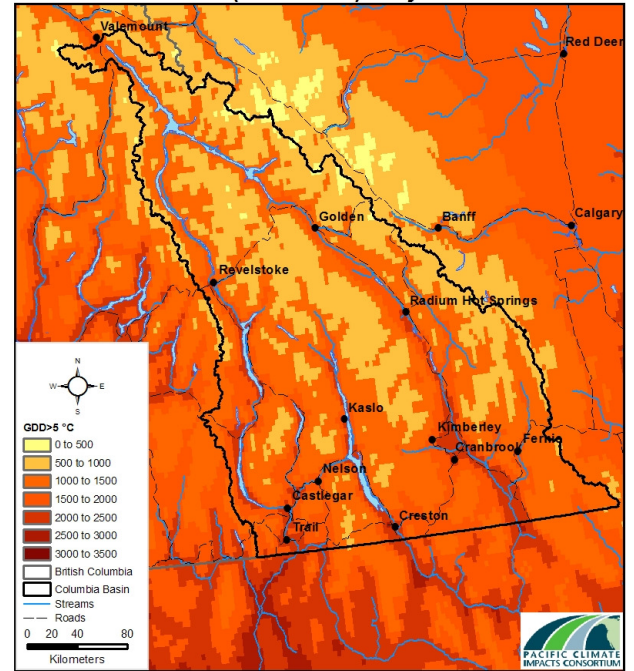 Valemount
Red Deer
Golden
Banff
Calgary
Revelstoke
Radium Hot Springs
Kaslo
Kimberley
Cranbrook
Fernie
Nelson
Castlegar
Creston
Trail
N
W E
S
GDD>5 °C
0 to 500
500 to 1000
1000 to 1500
1500 to 2000
2000 to 2500
2500 to 3000
3000 to 3500
British Columbia
Columbia Basin
Streams
Roads
0 20 40 80
Kilometers
PACIFIC CLIMATE
IMPACTS CONSORTIUM